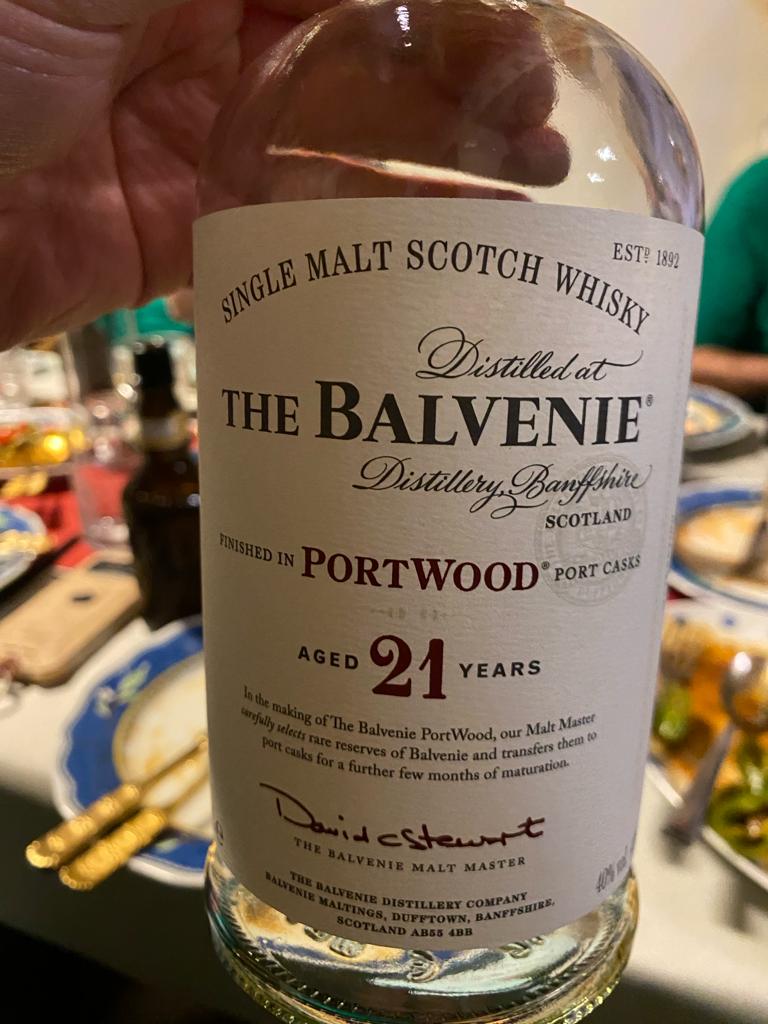 ESTD 1892
SINGLE MALT SCOTCH WHISKY
Distilled at
THE BALVENIE®
Distillery, Banffshire
SCOTLAND
FINISHED IN PORTWOOD® PORT CASKS
AGED 21 YEARS
In the making of The Balvenie PortWood, our Malt Master
carefully selects rare reserves of Balvenie and transfers them to
port casks for a further few months of maturation.
David C Stewart
THE BALVENIE MALT MASTER
40% vol
THE BALVENIE DISTILLERY COMPANY
BALVENIE MALTINGS, DUFFTOWN, BANFFSHIRE,
SCOTLAND AB55 4BB